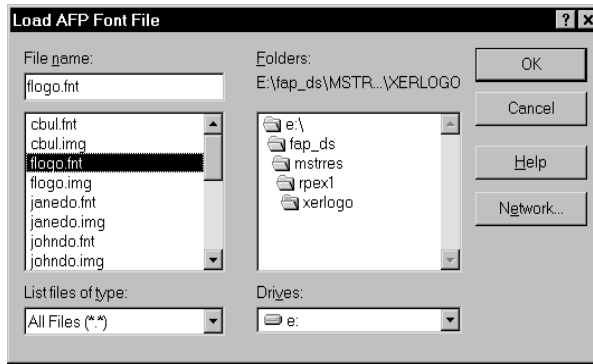 Load AFP Font File
File name:
flogo.fnt
cbul.fnt
cbul.img
flogo.fnt
flogo.img
janedo.fnt
janedo.img
johndo.fnt
johndo.img
List files of type:
All Files (*.*)
Folders:
E:\fap_ds\MSTR...\XERLOGO
e:\
fap_ds
mstrres
rpex1
xerlogo
Drives:
e:
OK
Cancel
Help
Network...